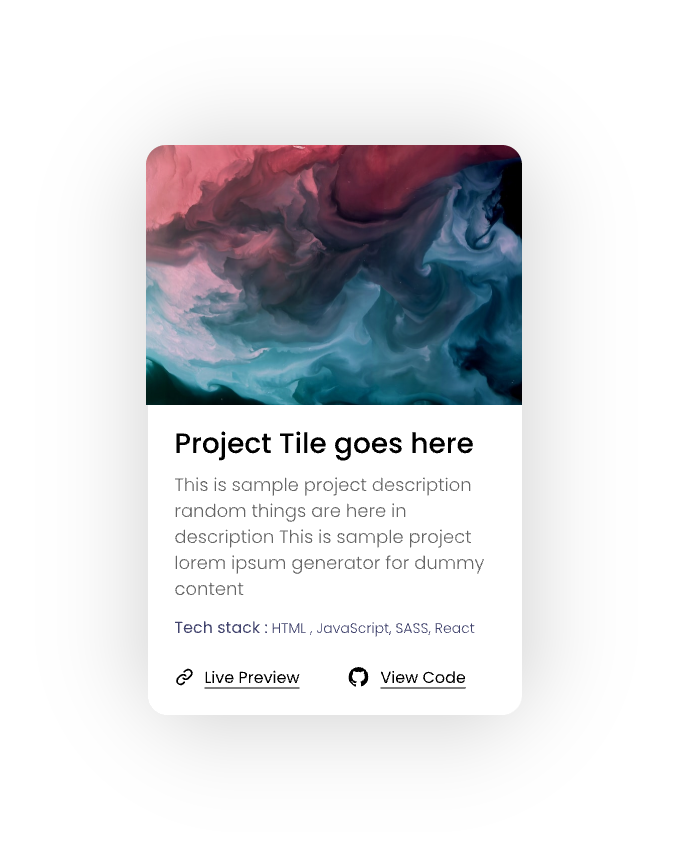 Project Tile goes here
This is sample project description
random things are here in
description This is sample project
lorem ipsum generator for dummy
content
Tech stack : HTML , JavaScript, SASS, React
Live Preview View Code